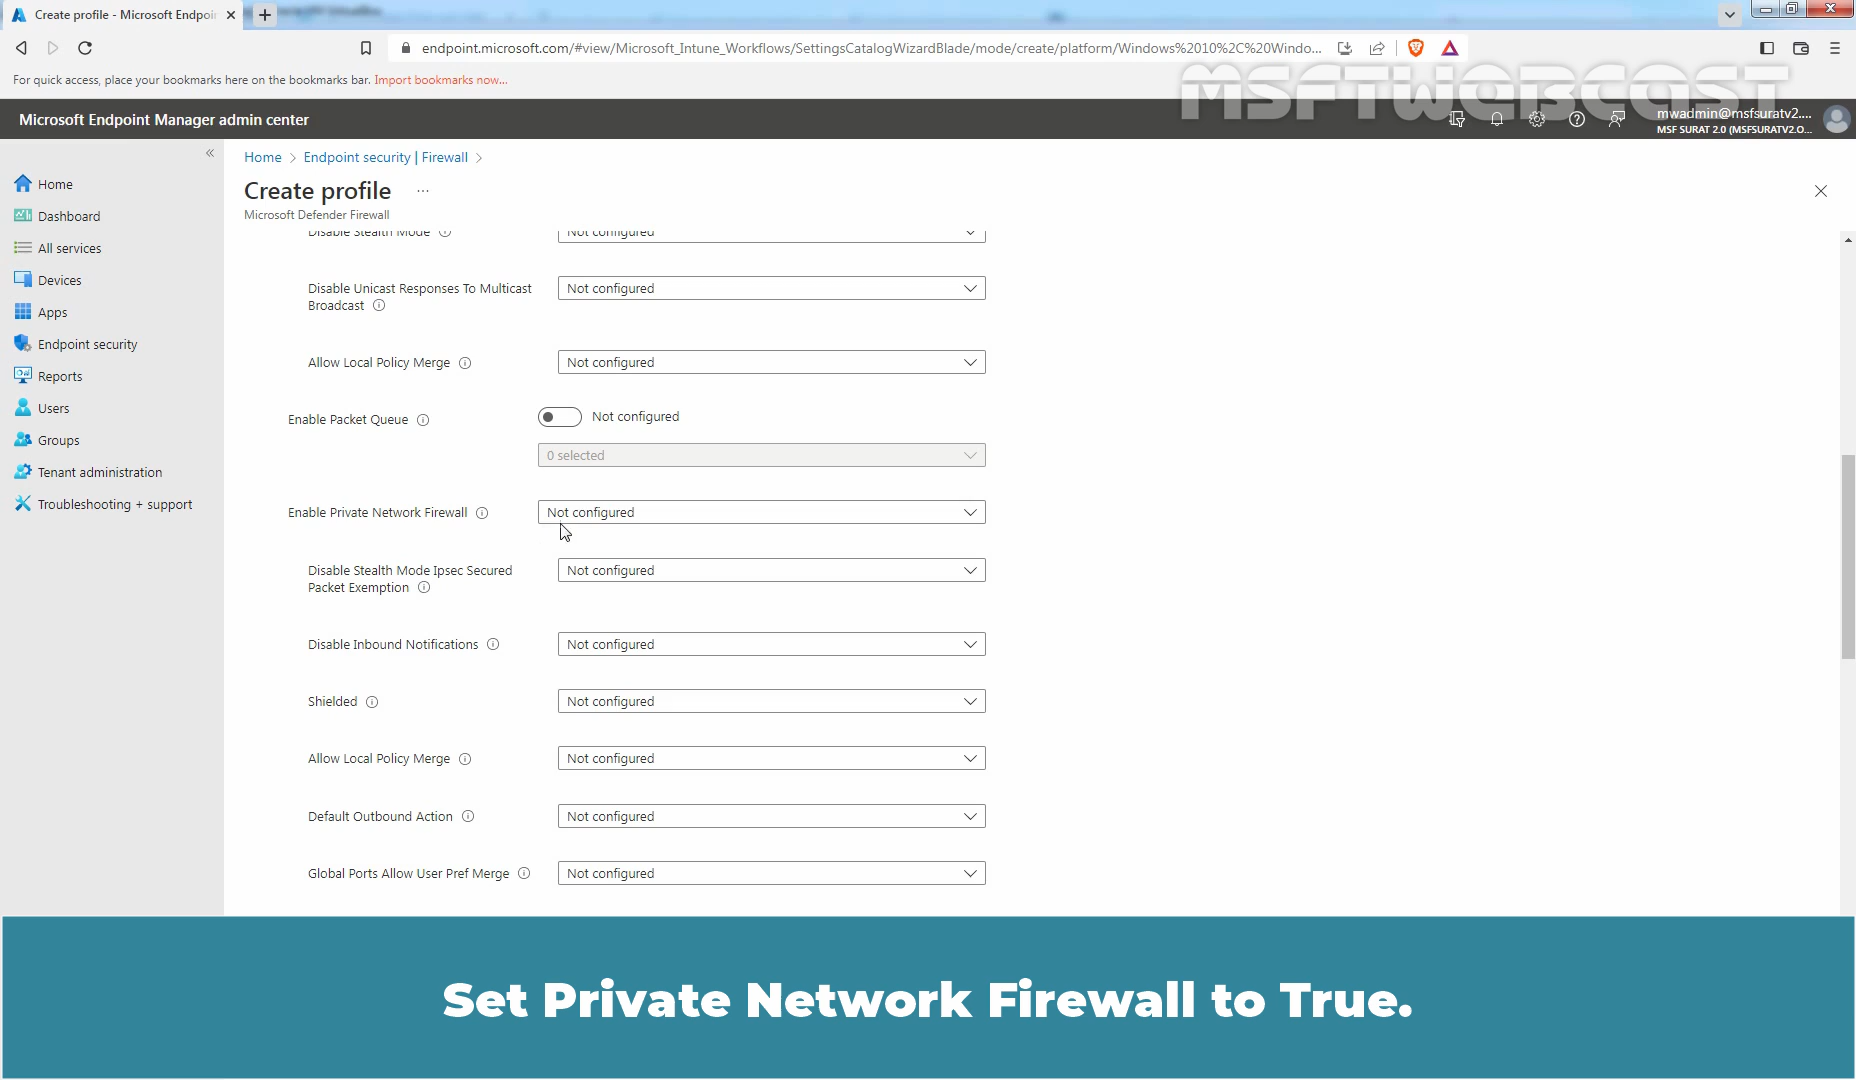 Create profile - Microsoft Endpoin
For quick access, place your bookmarks here on the bookmarks bar. Import bookmarks now...
endpoint.microsoft.com/#view/Microsoft_Intune_Workflows/SettingsCatalogWizardBlade/mode/create/platform/Windows%2010%2C%20Windo...
MSFTWEBCAST
Microsoft Endpoint Manager admin center
mwadmin@msfsuratv2....
MSF SURAT 2.0 (MSFSURATV2.O...
Home
Dashboard
All services
Devices
Apps
Endpoint security
Reports
Users
Groups
Tenant administration
Troubleshooting + support
Home > Endpoint security | Firewall >
Create profile ...
Microsoft Defender Firewall
Disable Stealth Mode Not configured
Disable Unicast Responses To Multicast Not configured
Broadcast
Allow Local Policy Merge Not configured
Enable Packet Queue Not configured
0 selected
Enable Private Network Firewall Not configured
Disable Stealth Mode Ipsec Secured Not configured
Packet Exemption
Disable Inbound Notifications Not configured
Shielded Not configured
Allow Local Policy Merge Not configured
Default Outbound Action Not configured
Global Ports Allow User Pref Merge Not configured
Set Private Network Firewall to True.